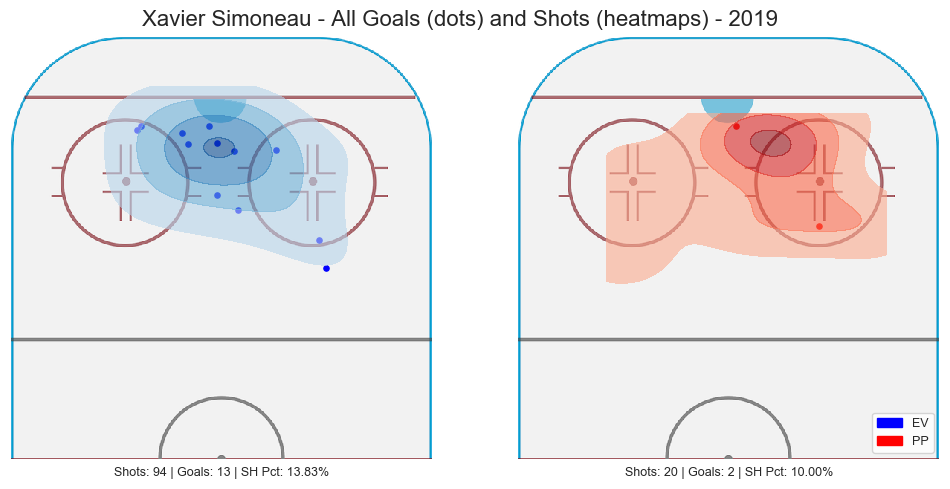 Xavier Simoneau - All Goals (dots) and Shots (heatmaps) - 2019
EV
PP
Shots: 94 | Goals: 13 | SH Pct: 13.83%
Shots: 20 | Goals: 2 | SH Pct: 10.00%